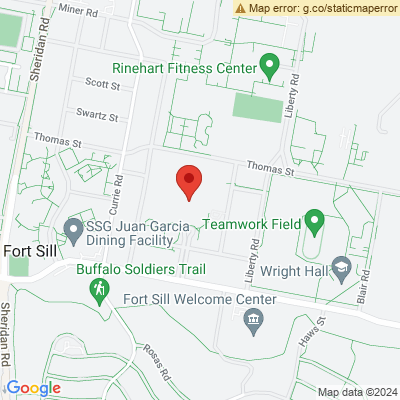 Map error: g.co/staticmaperror
Miner Rd
Sheridan Rd
Rinehart Fitness Center
Scott St
Liberty Rd
Swartz St
Thomas St
Thomas St
Currie Rd
SSG Juan Garcia
Dining Facility
Teamwork Field
Fort Sill
Liberty Rd
Buffalo Soldiers Trail
Wright Hall
Blair Rd
Fort Sill Welcome Center
Sheridan Rd
Haws St
Rosas Rd
Google
Map data ©2024